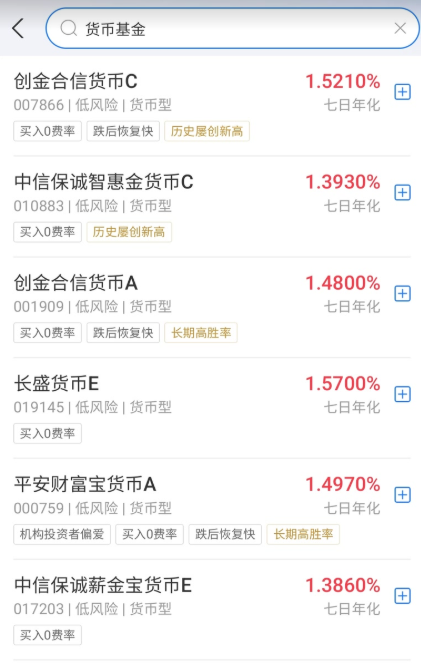 货币基金
创金合信货币C 1.5210%
007866 | 低风险 | 货币型 七日年化
买入0费率 跌后恢复快 历史屡创新高
中信保诚智惠金货币C 1.3930%
010883 | 低风险 | 货币型 七日年化
买入0费率 历史屡创新高
创金合信货币A 1.4800%
001909 | 低风险 | 货币型 七日年化
买入0费率 跌后恢复快 长期高胜率
长盛货币E 1.5700%
019145 | 低风险 | 货币型 七日年化
买入0费率
平安财富宝货币A 1.4970%
000759 | 低风险 | 货币型 七日年化
机构投资者偏爱 买入0费率 跌后恢复快 长期高胜率
中信保诚薪金宝货币E 1.3860%
017203 | 低风险 | 货币型 七日年化
买入0费率